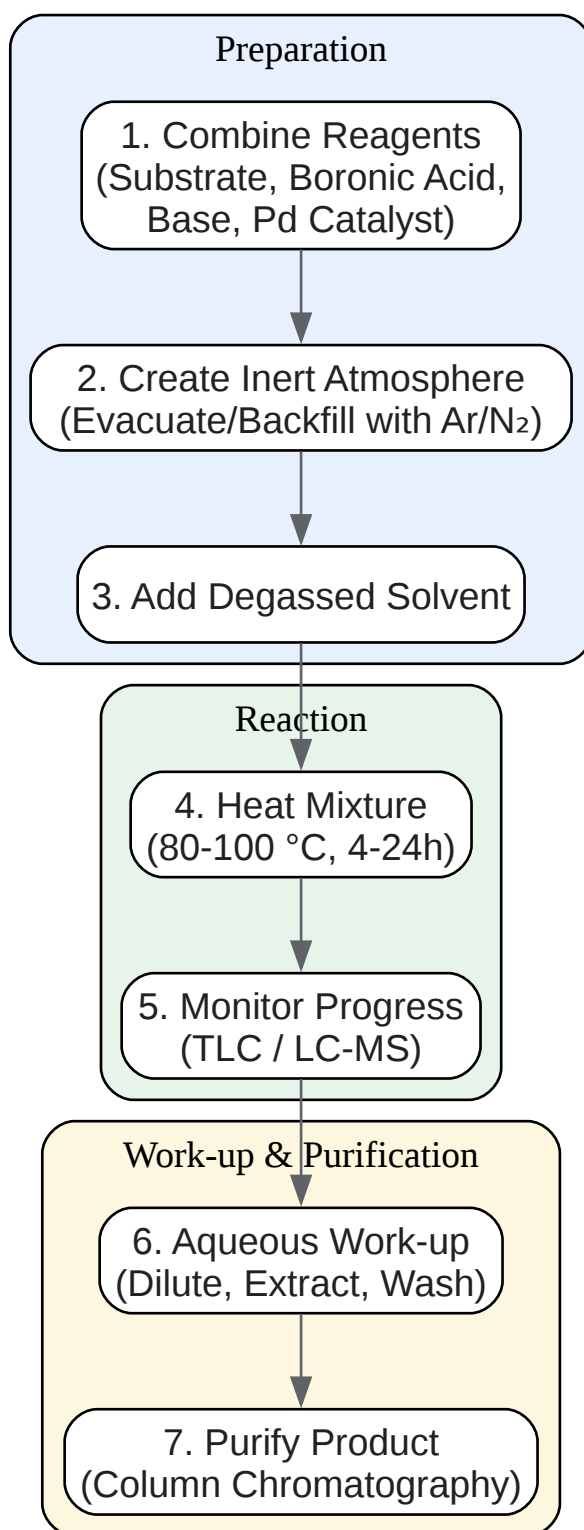 Preparation
1. Combine Reagents
(Substrate, Boronic Acid,
Base, Pd Catalyst)
2. Create Inert Atmosphere
(Evacuate/Backfill with Ar/N₂)
3. Add Degassed Solvent
Reaction
4. Heat Mixture
(80-100 °C, 4-24h)
5. Monitor Progress
(TLC / LC-MS)
Work-up & Purification
6. Aqueous Work-up
(Dilute, Extract, Wash)
7. Purify Product
(Column Chromatography)